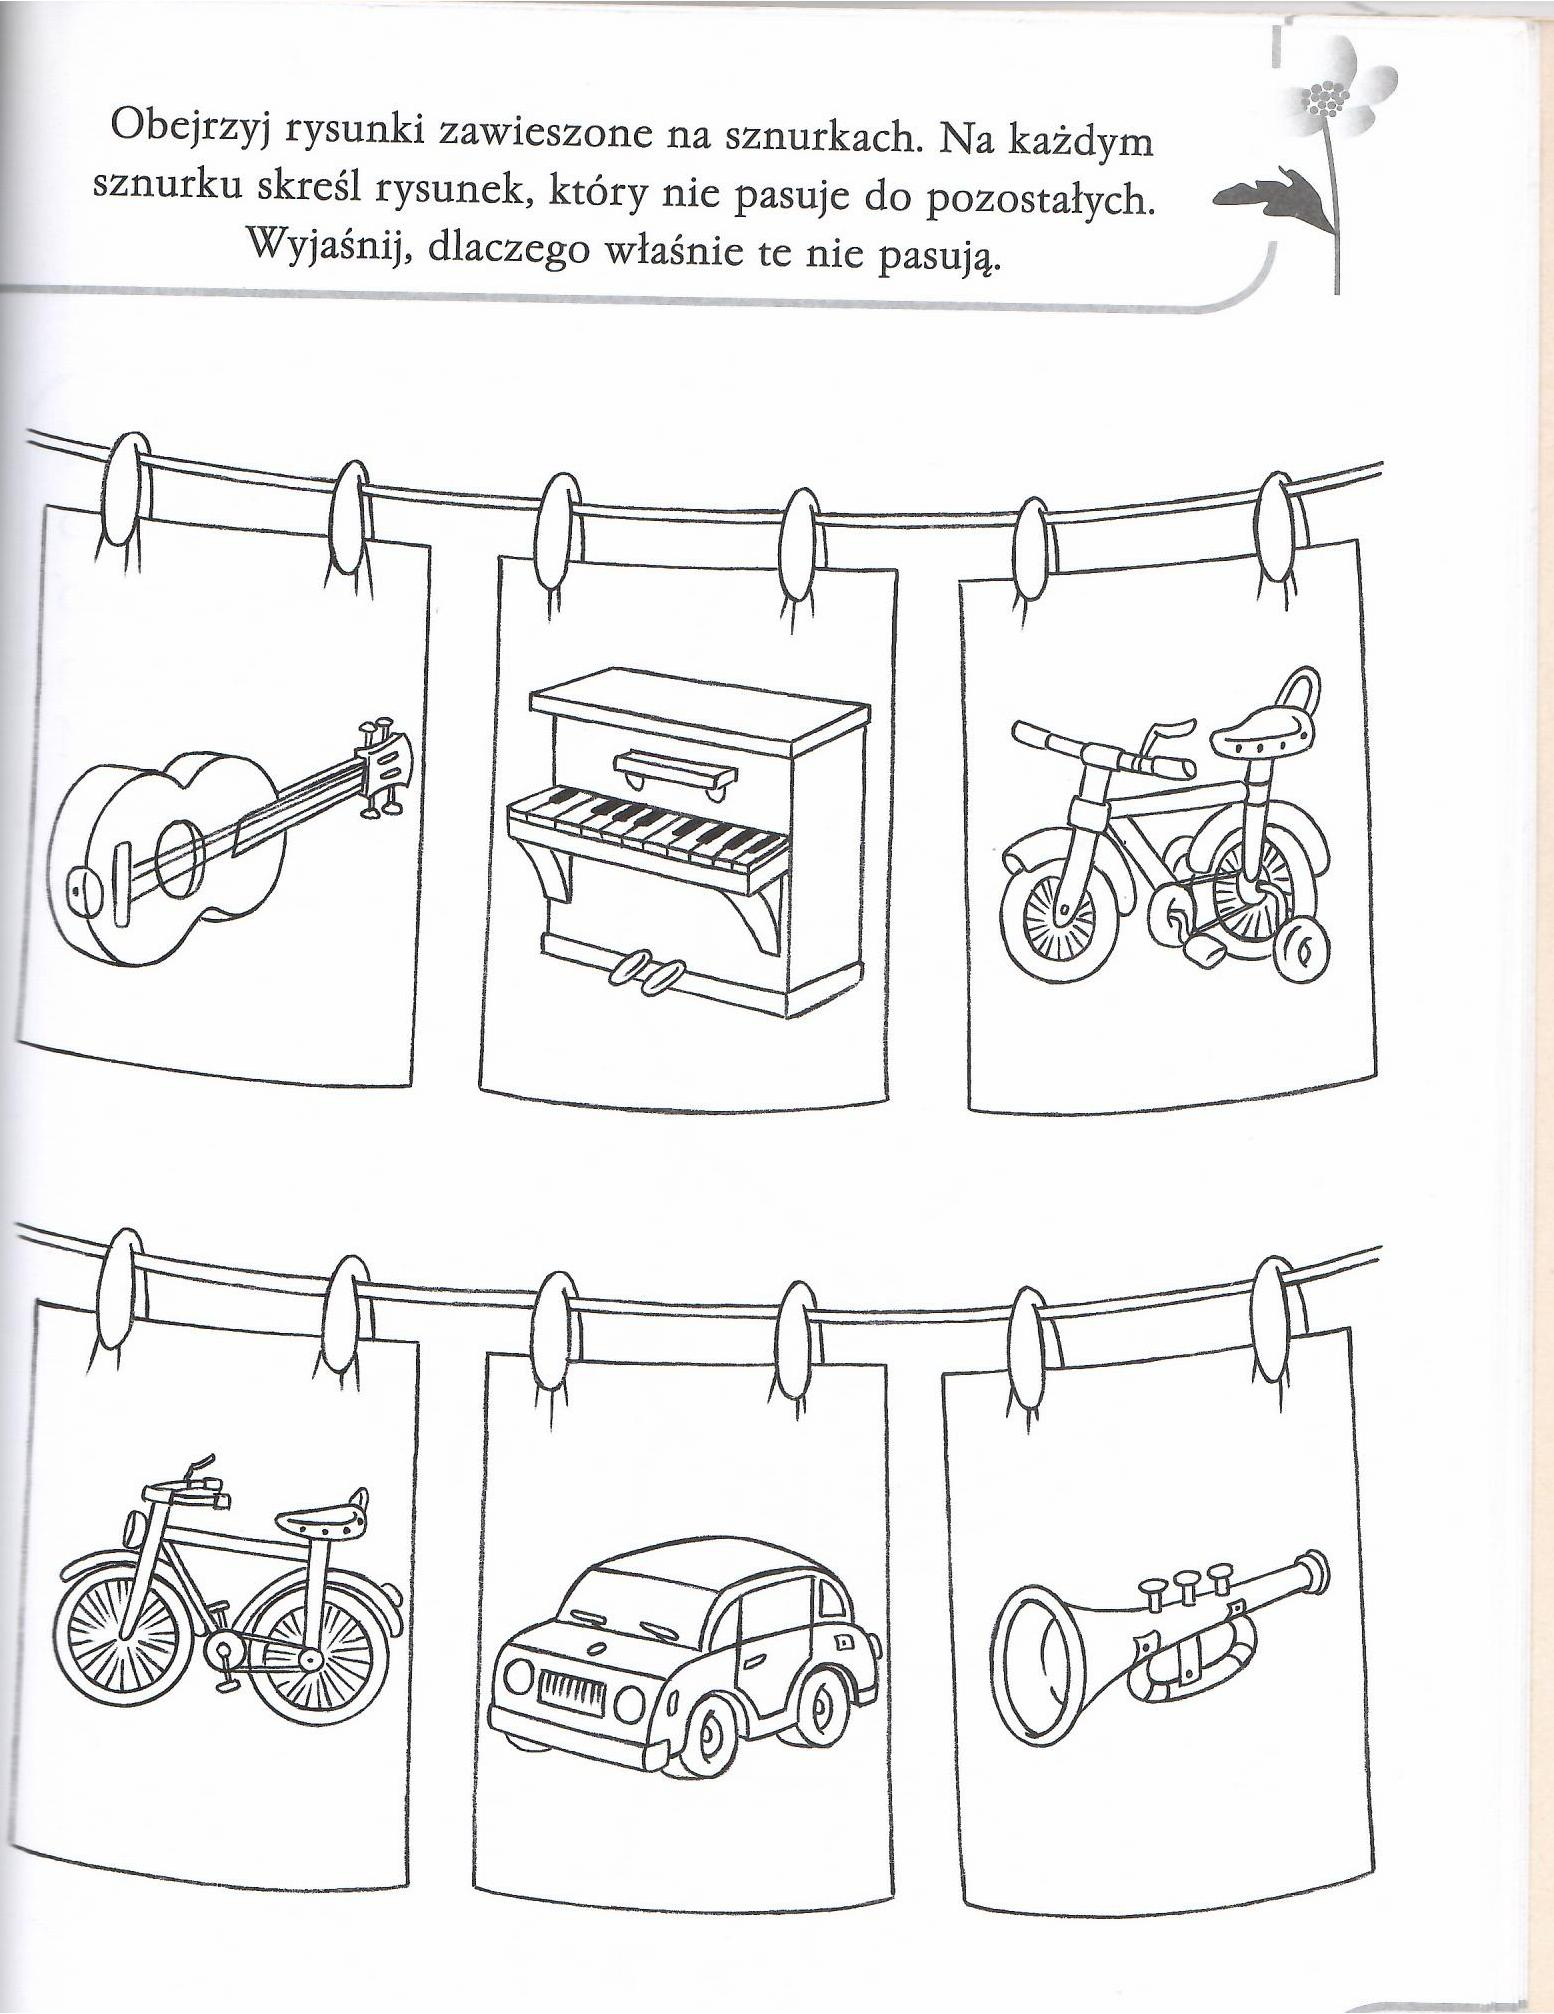 Obejrzyj rysunki zawieszone na sznurkach. Na każdym
sznurku skreśl rysunek, który nie pasuje do pozostałych.
Wyjaśnij, dlaczego właśnie te nie pasują.